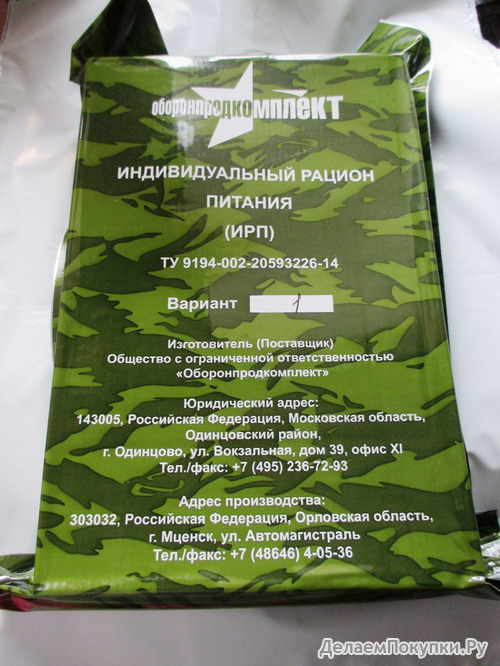 оборонпродкомплект
ИНДИВИДУАЛЬНЫЙ РАЦИОН
ПИТАНИЯ
(ИРП)
ТУ 9194-002-20593226-14
Вариант 1
Изготовитель (Поставщик)
Общество с ограниченной ответственностью
«Оборонпродкомплект»
Юридический адрес:
143005, Российская Федерация, Московская область,
Одинцовский район,
г. Одинцово, ул. Вокзальная, дом 39, офис XI
Тел./факс: +7 (495) 236-72-93
Адрес производства:
303032, Российская Федерация, Орловская область,
г. Мценск, ул. Автомагистраль
Тел./факс: +7 (48646) 4-05-36
ДелаемПокупки.Ру